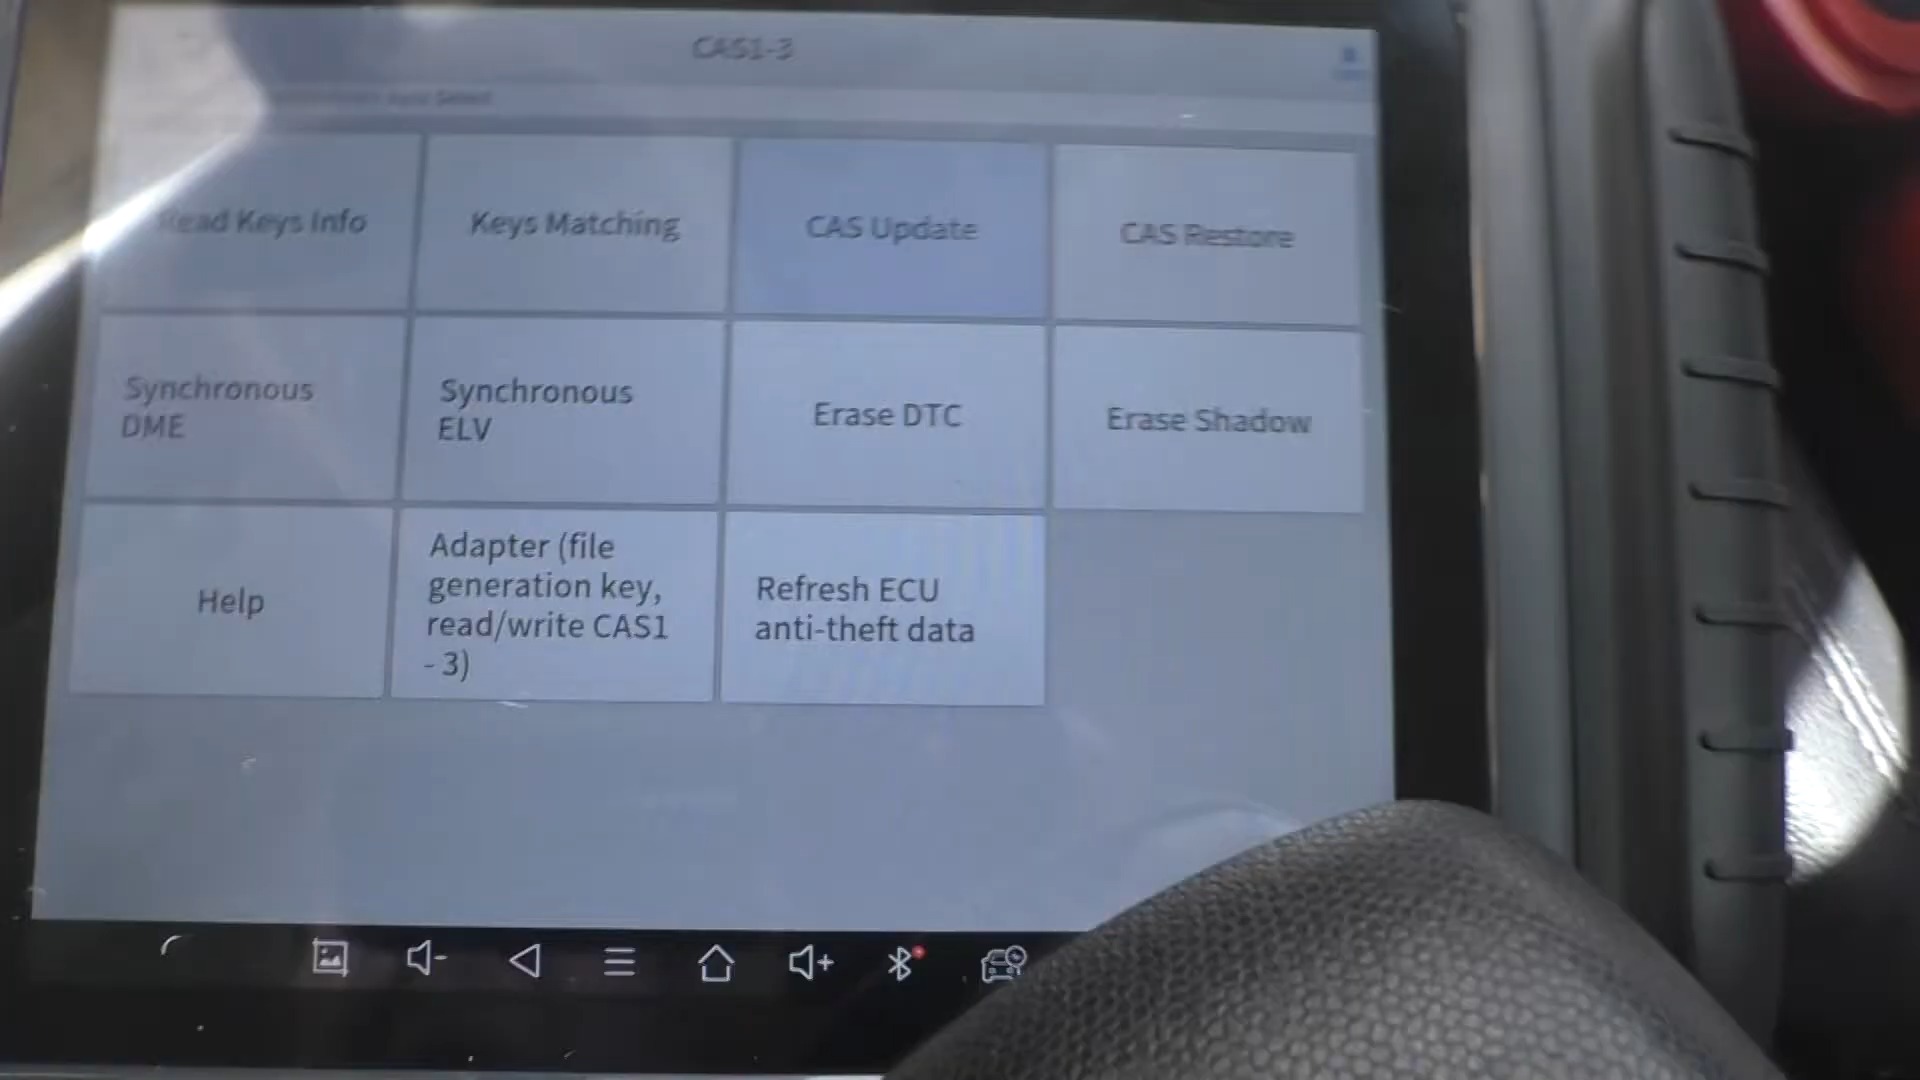 CAS1-3
Select
Read Keys Info
Keys Matching
CAS Update
CAS Restore
Synchronous
DME
Synchronous
ELV
Erase DTC
Erase Shadow
Help
Adapter (file
generation key,
read/write CAS1
- 3)
Refresh ECU
anti-theft data